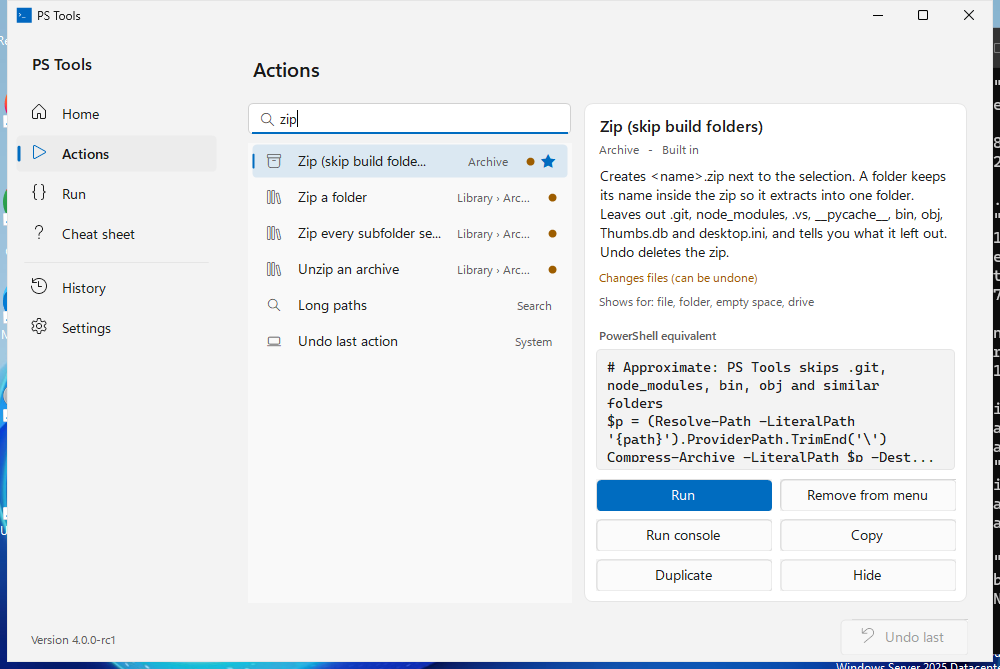 PS Tools
PS Tools
Home
Actions
Run
Cheat sheet
History
Settings
Version 4.0.0-rc1
Actions
zip
Zip (skip build folde... Archive
Zip a folder Library › Arc...
Zip every subfolder se... Library › Arc...
Unzip an archive Library › Arc...
Long paths Search
Undo last action System
Zip (skip build folders)
Archive - Built in
Creates <name>.zip next to the selection. A folder keeps
its name inside the zip so it extracts into one folder.
Leaves out .git, node_modules, .vs, __pycache__, bin, obj,
Thumbs.db and desktop.ini, and tells you what it left out.
Undo deletes the zip.
Changes files (can be undone)
Shows for: file, folder, empty space, drive
PowerShell equivalent
# Approximate: PS Tools skips .git,
node_modules, bin, obj and similar
folders
$p = (Resolve-Path -LiteralPath
'{path}').ProviderPath.TrimEnd('\')
Compress-Archive -LiteralPath $p -Dest...
Run
Remove from menu
Run console
Copy
Duplicate
Hide
Undo last
Windows Server 2025 Datacent